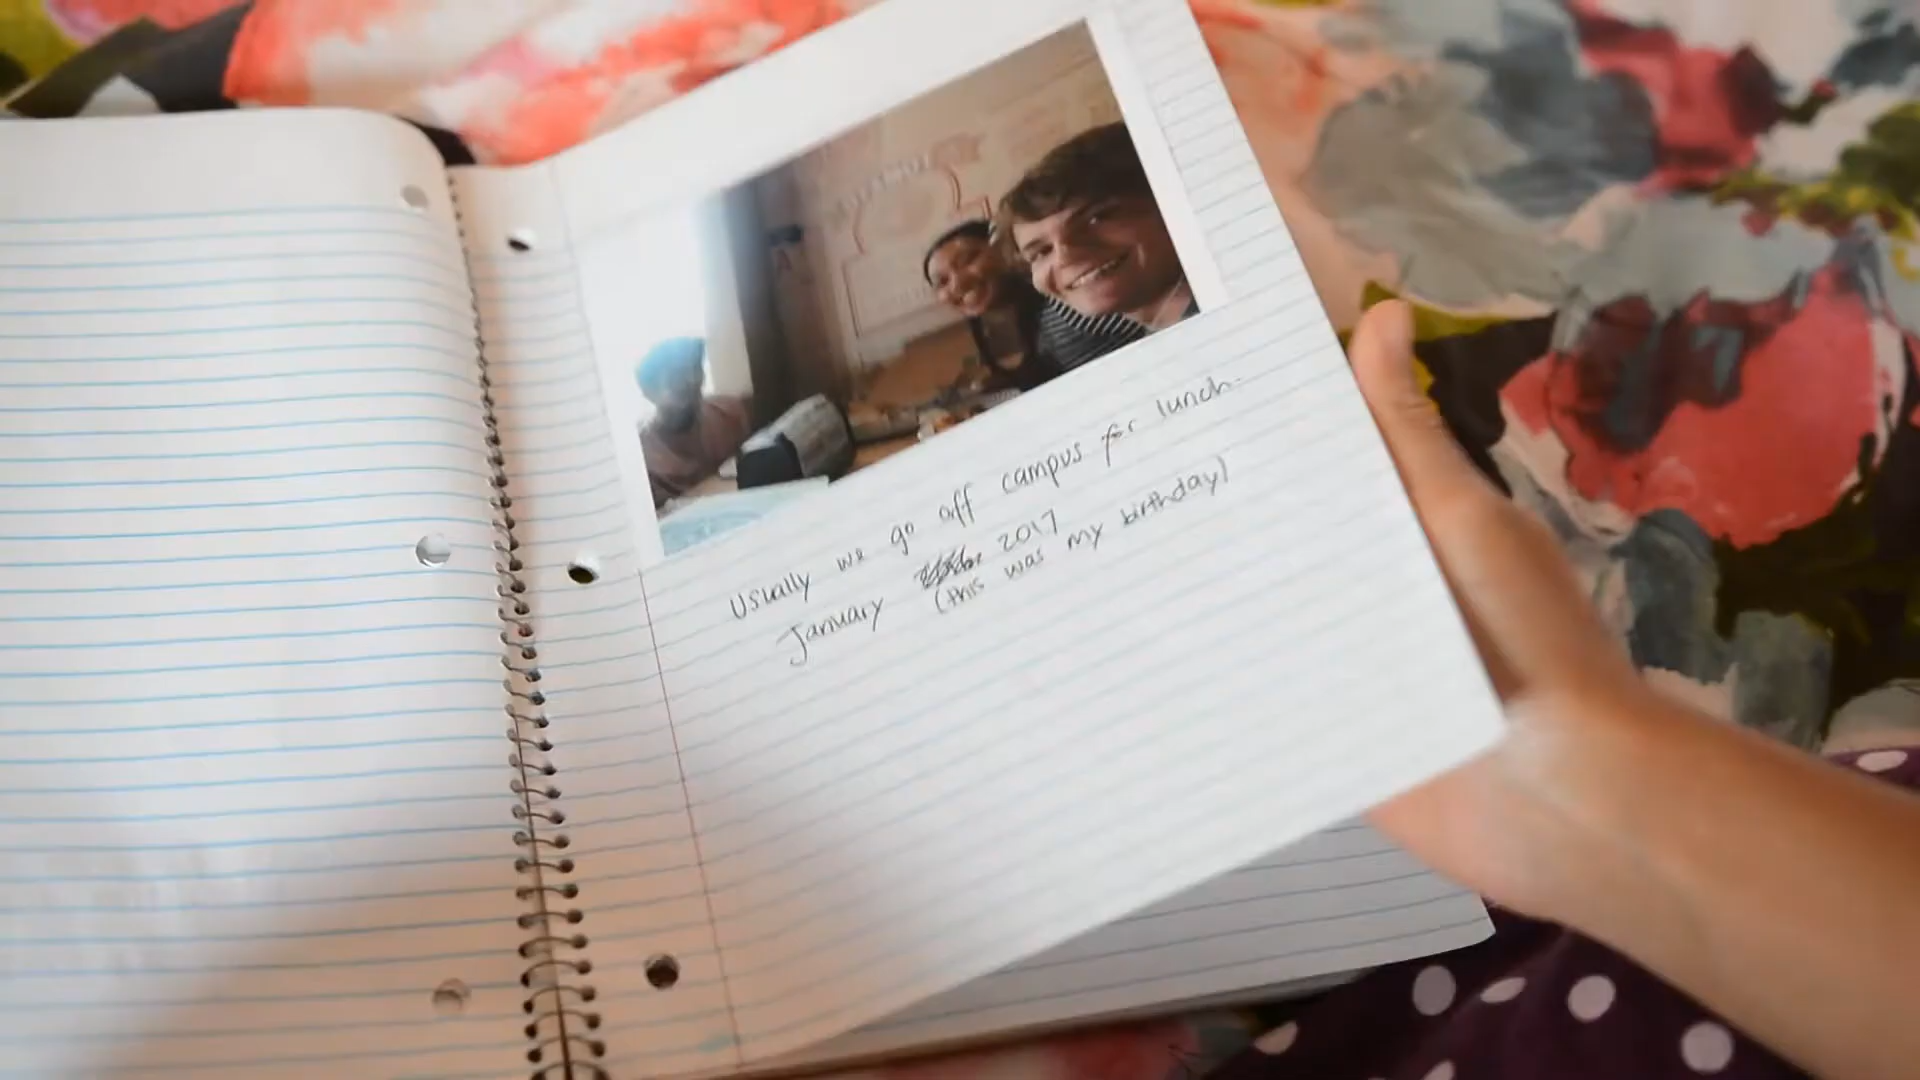 Usually we go off campus for lunch.
January 2017
(this was my birthday)